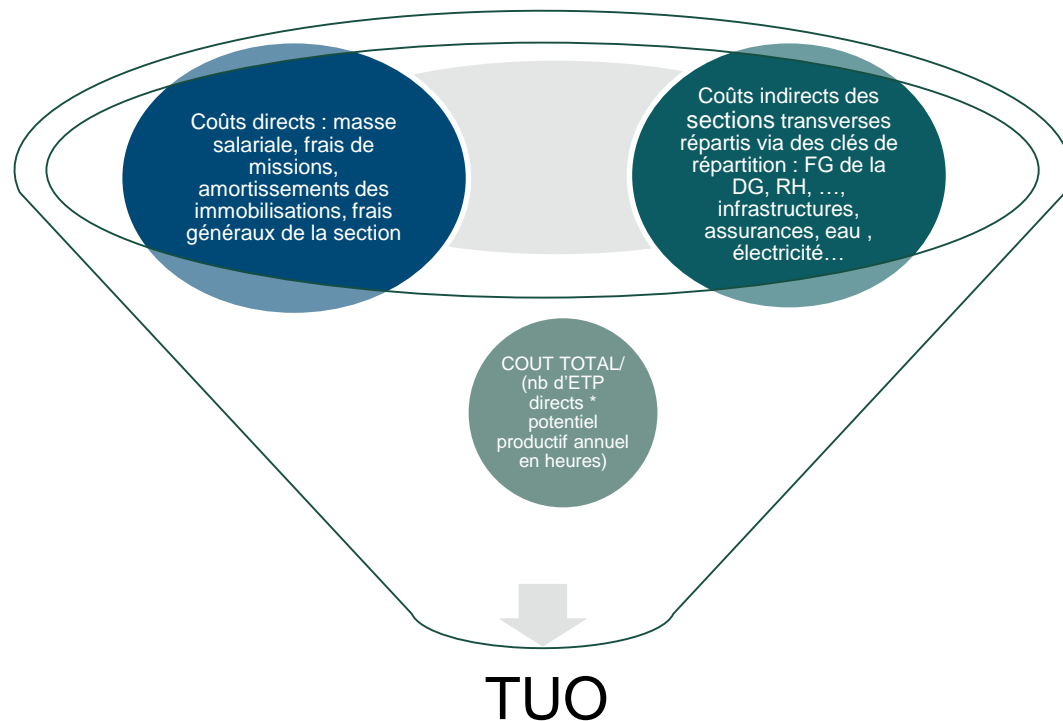 Coûts directs : masse
salariale, frais de
missions,
amortissements des
immobilisations, frais
généraux de la section
Coûts indirects des
sections transverses
répartis via des clés de
répartition : FG de la
DG, RH, …,
infrastructures,
assurances, eau ,
électricité…
COUT TOTAL/
(nb d’ETP
directs *
potentiel
productif annuel
en heures)
TUO